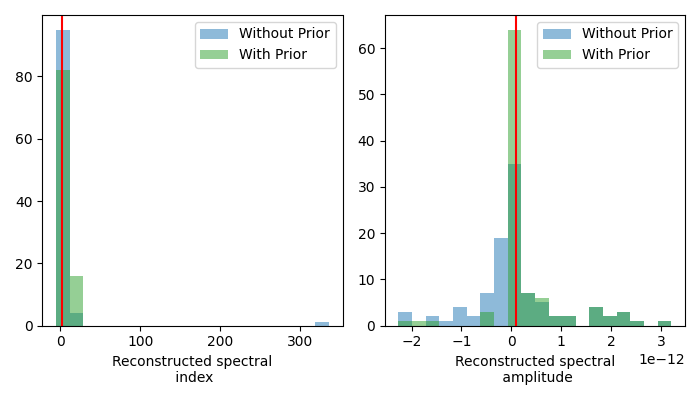 Without Prior
With Prior
80
60
40
20
0
0 100 200 300
Reconstructed spectral
index
Without Prior
With Prior
60
50
40
30
20
10
0
−2 −1 0 1 2 3
1e−12
Reconstructed spectral
amplitude